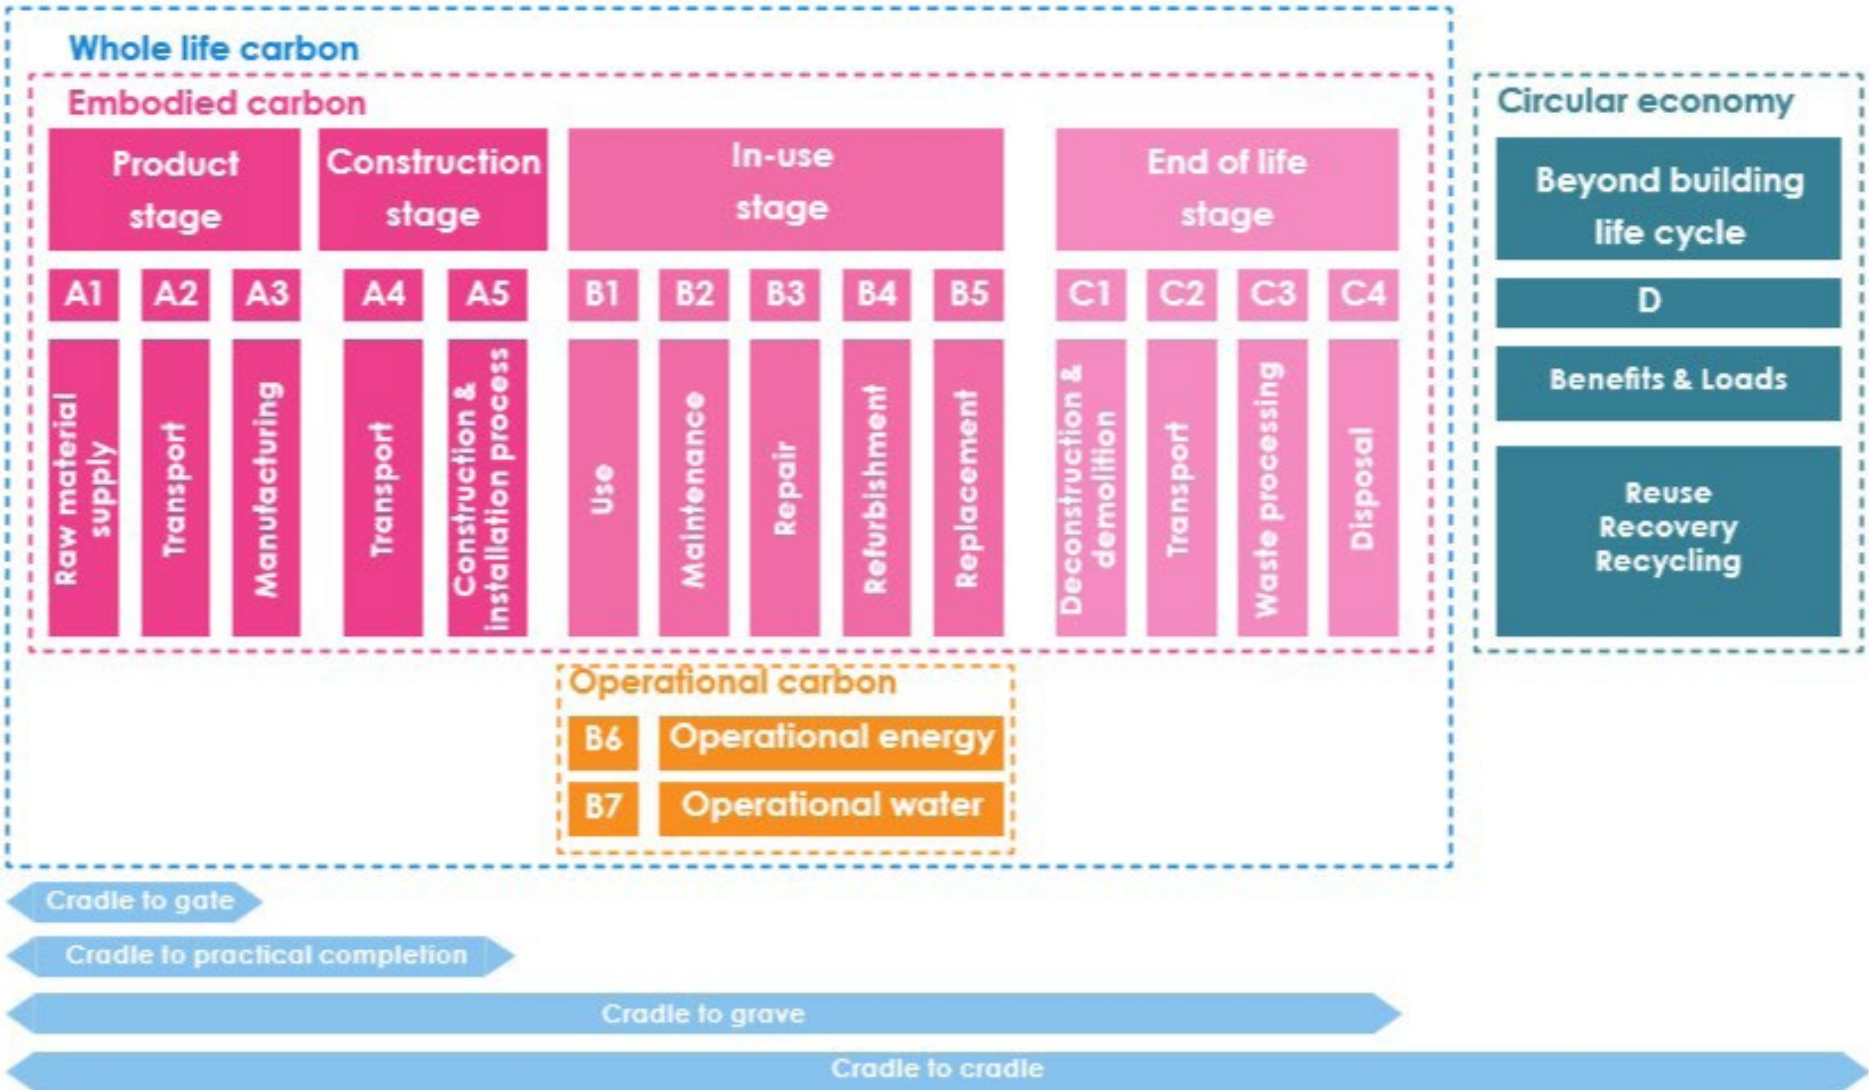 Whole life carbon
Embodied carbon
Product
stage
Construction
stage
In-use
stage
End of life
stage
A1
A2
A3
A4
A5
B1
B2
B3
B4
B5
C1
C2
C3
C4
Raw material
supply
Transport
Manufacturing
Transport
Construction &
installation process
Use
Maintenance
Repair
Refurbishment
Replacement
Deconstruction &
demolition
Transport
Waste processing
Disposal
Operational carbon
B6
Operational energy
B7
Operational water
Circular economy
Beyond building
life cycle
D
Benefits & Loads
Reuse
Recovery
Recycling
Cradle to gate
Cradle to practical completion
Cradle to grave
Cradle to cradle